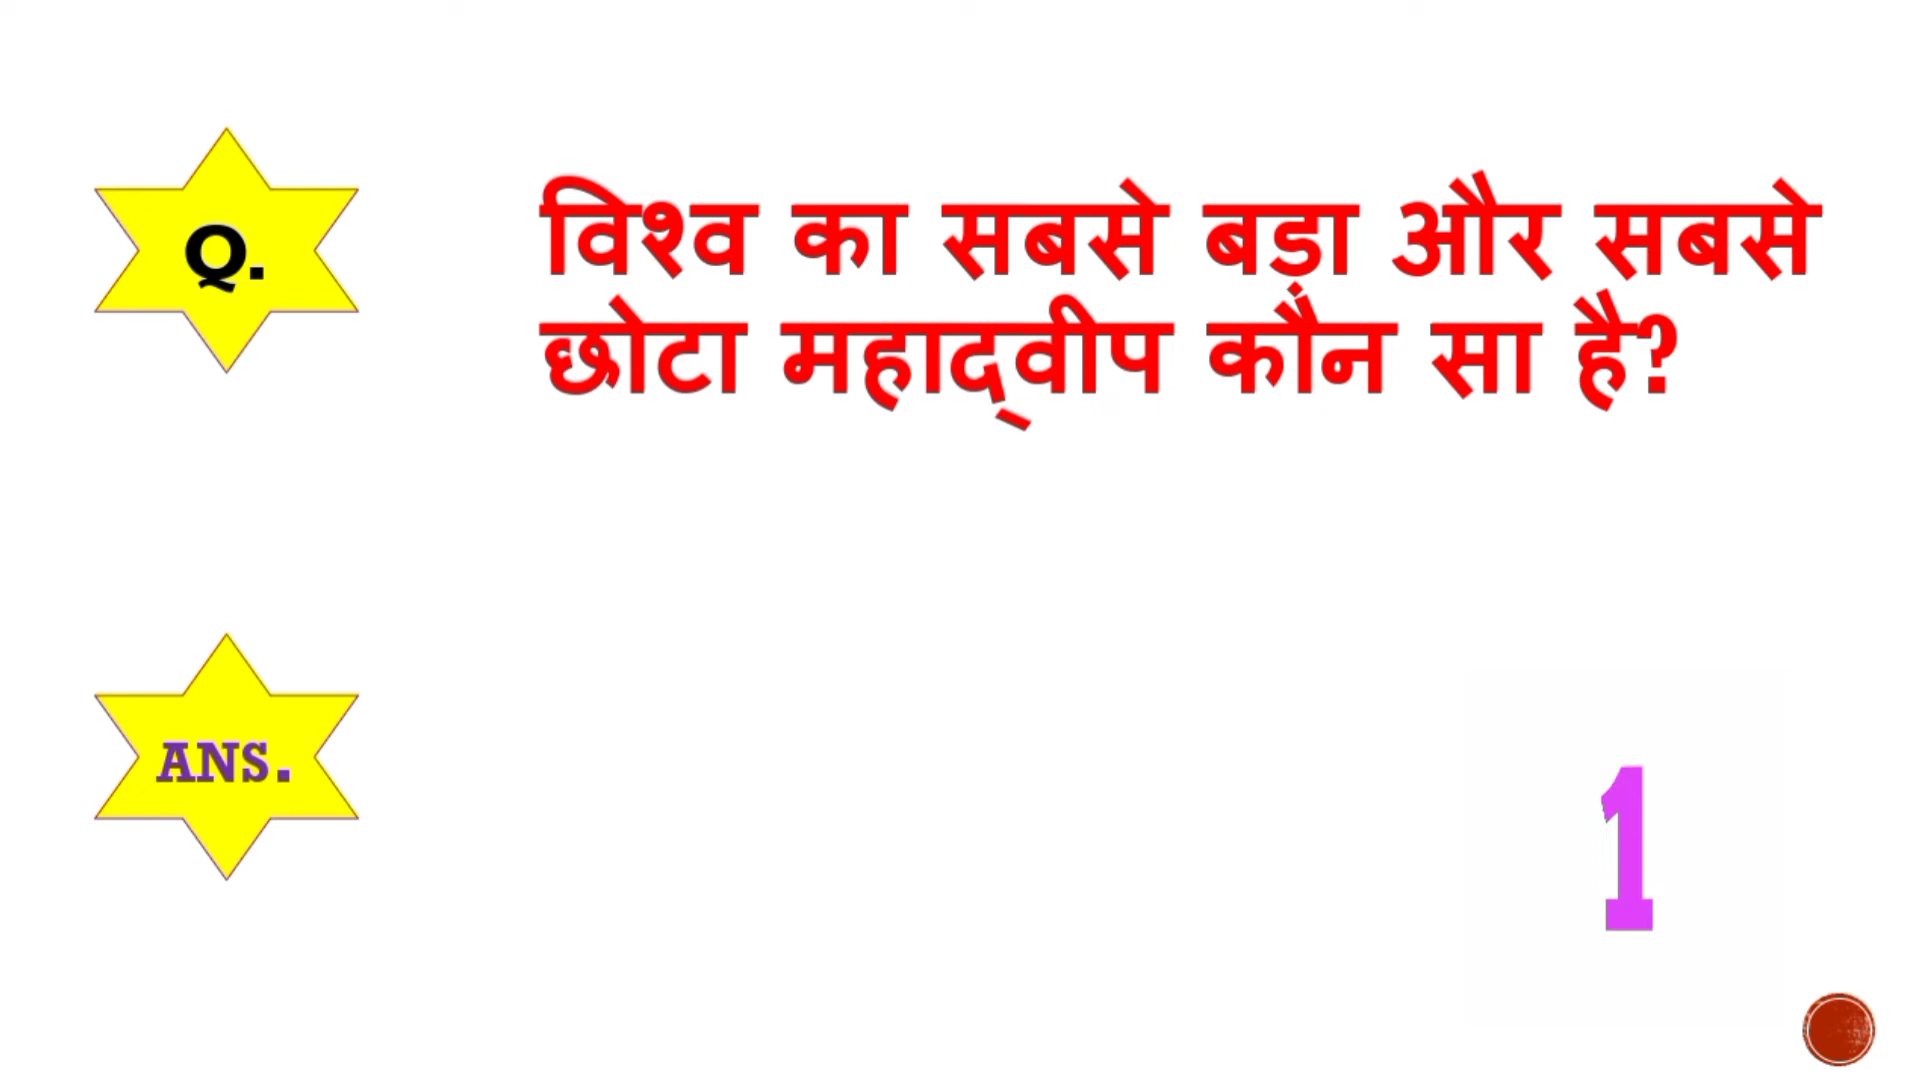 Q.
विश्व का सबसे बड़ा और सबसे
छोटा महाद्वीप कौन सा है?
ANS.
1